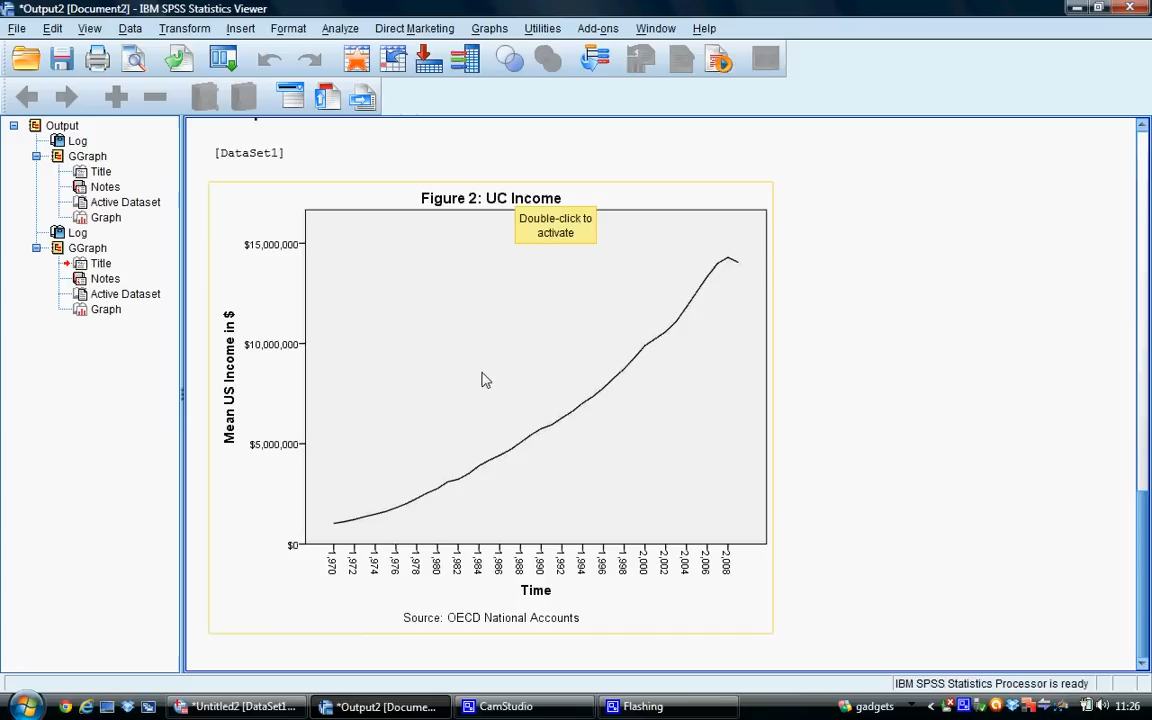 *Output2 [Document2] - IBM SPSS Statistics Viewer
File Edit View Data Transform Insert Format Analyze Direct Marketing Graphs Utilities Add-ons Window Help
Output
Log
GGraph
Title
Notes
Active Dataset
Graph
Log
GGraph
Title
Notes
Active Dataset
Graph
[DataSet1]
Figure 2: UC Income
Double-click to
activate
Mean US Income in $
$15,000,000
$10,000,000
$5,000,000
$0
1,970 1,972 1,974 1,976 1,978 1,980 1,982 1,984 1,986 1,988 1,990 1,992 1,994 1,996 1,998 2,000 2,002 2,004 2,006 2,008
Time
Source: OECD National Accounts
IBM SPSS Statistics Processor is ready
*Untitled2 [DataSet1... *Output2 [Docume... CamStudio Flashing gadgets 11:26